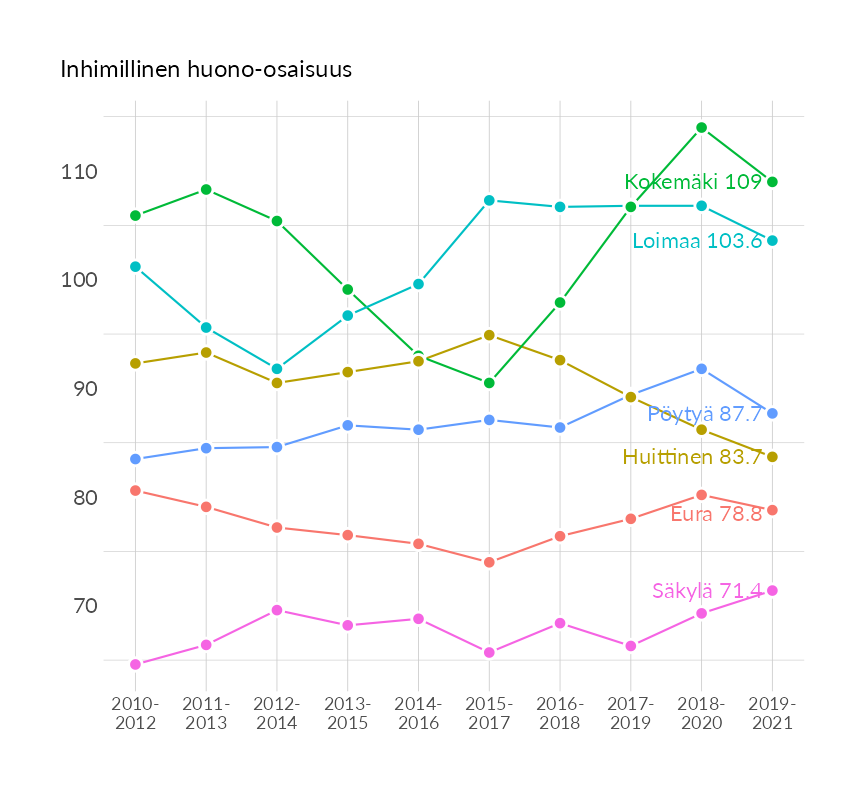 Inhimillinen huono-osaisuus
110
100
90
80
70
Kokemäki 109
Loimaa 103.6
Pöytyä 87.7
Huittinen 83.7
Eura 78.8
Säkylä 71.4
2010- 2011- 2012- 2013- 2014- 2015- 2016- 2017- 2018- 2019-
2012 2013 2014 2015 2016 2017 2018 2019 2020 2021